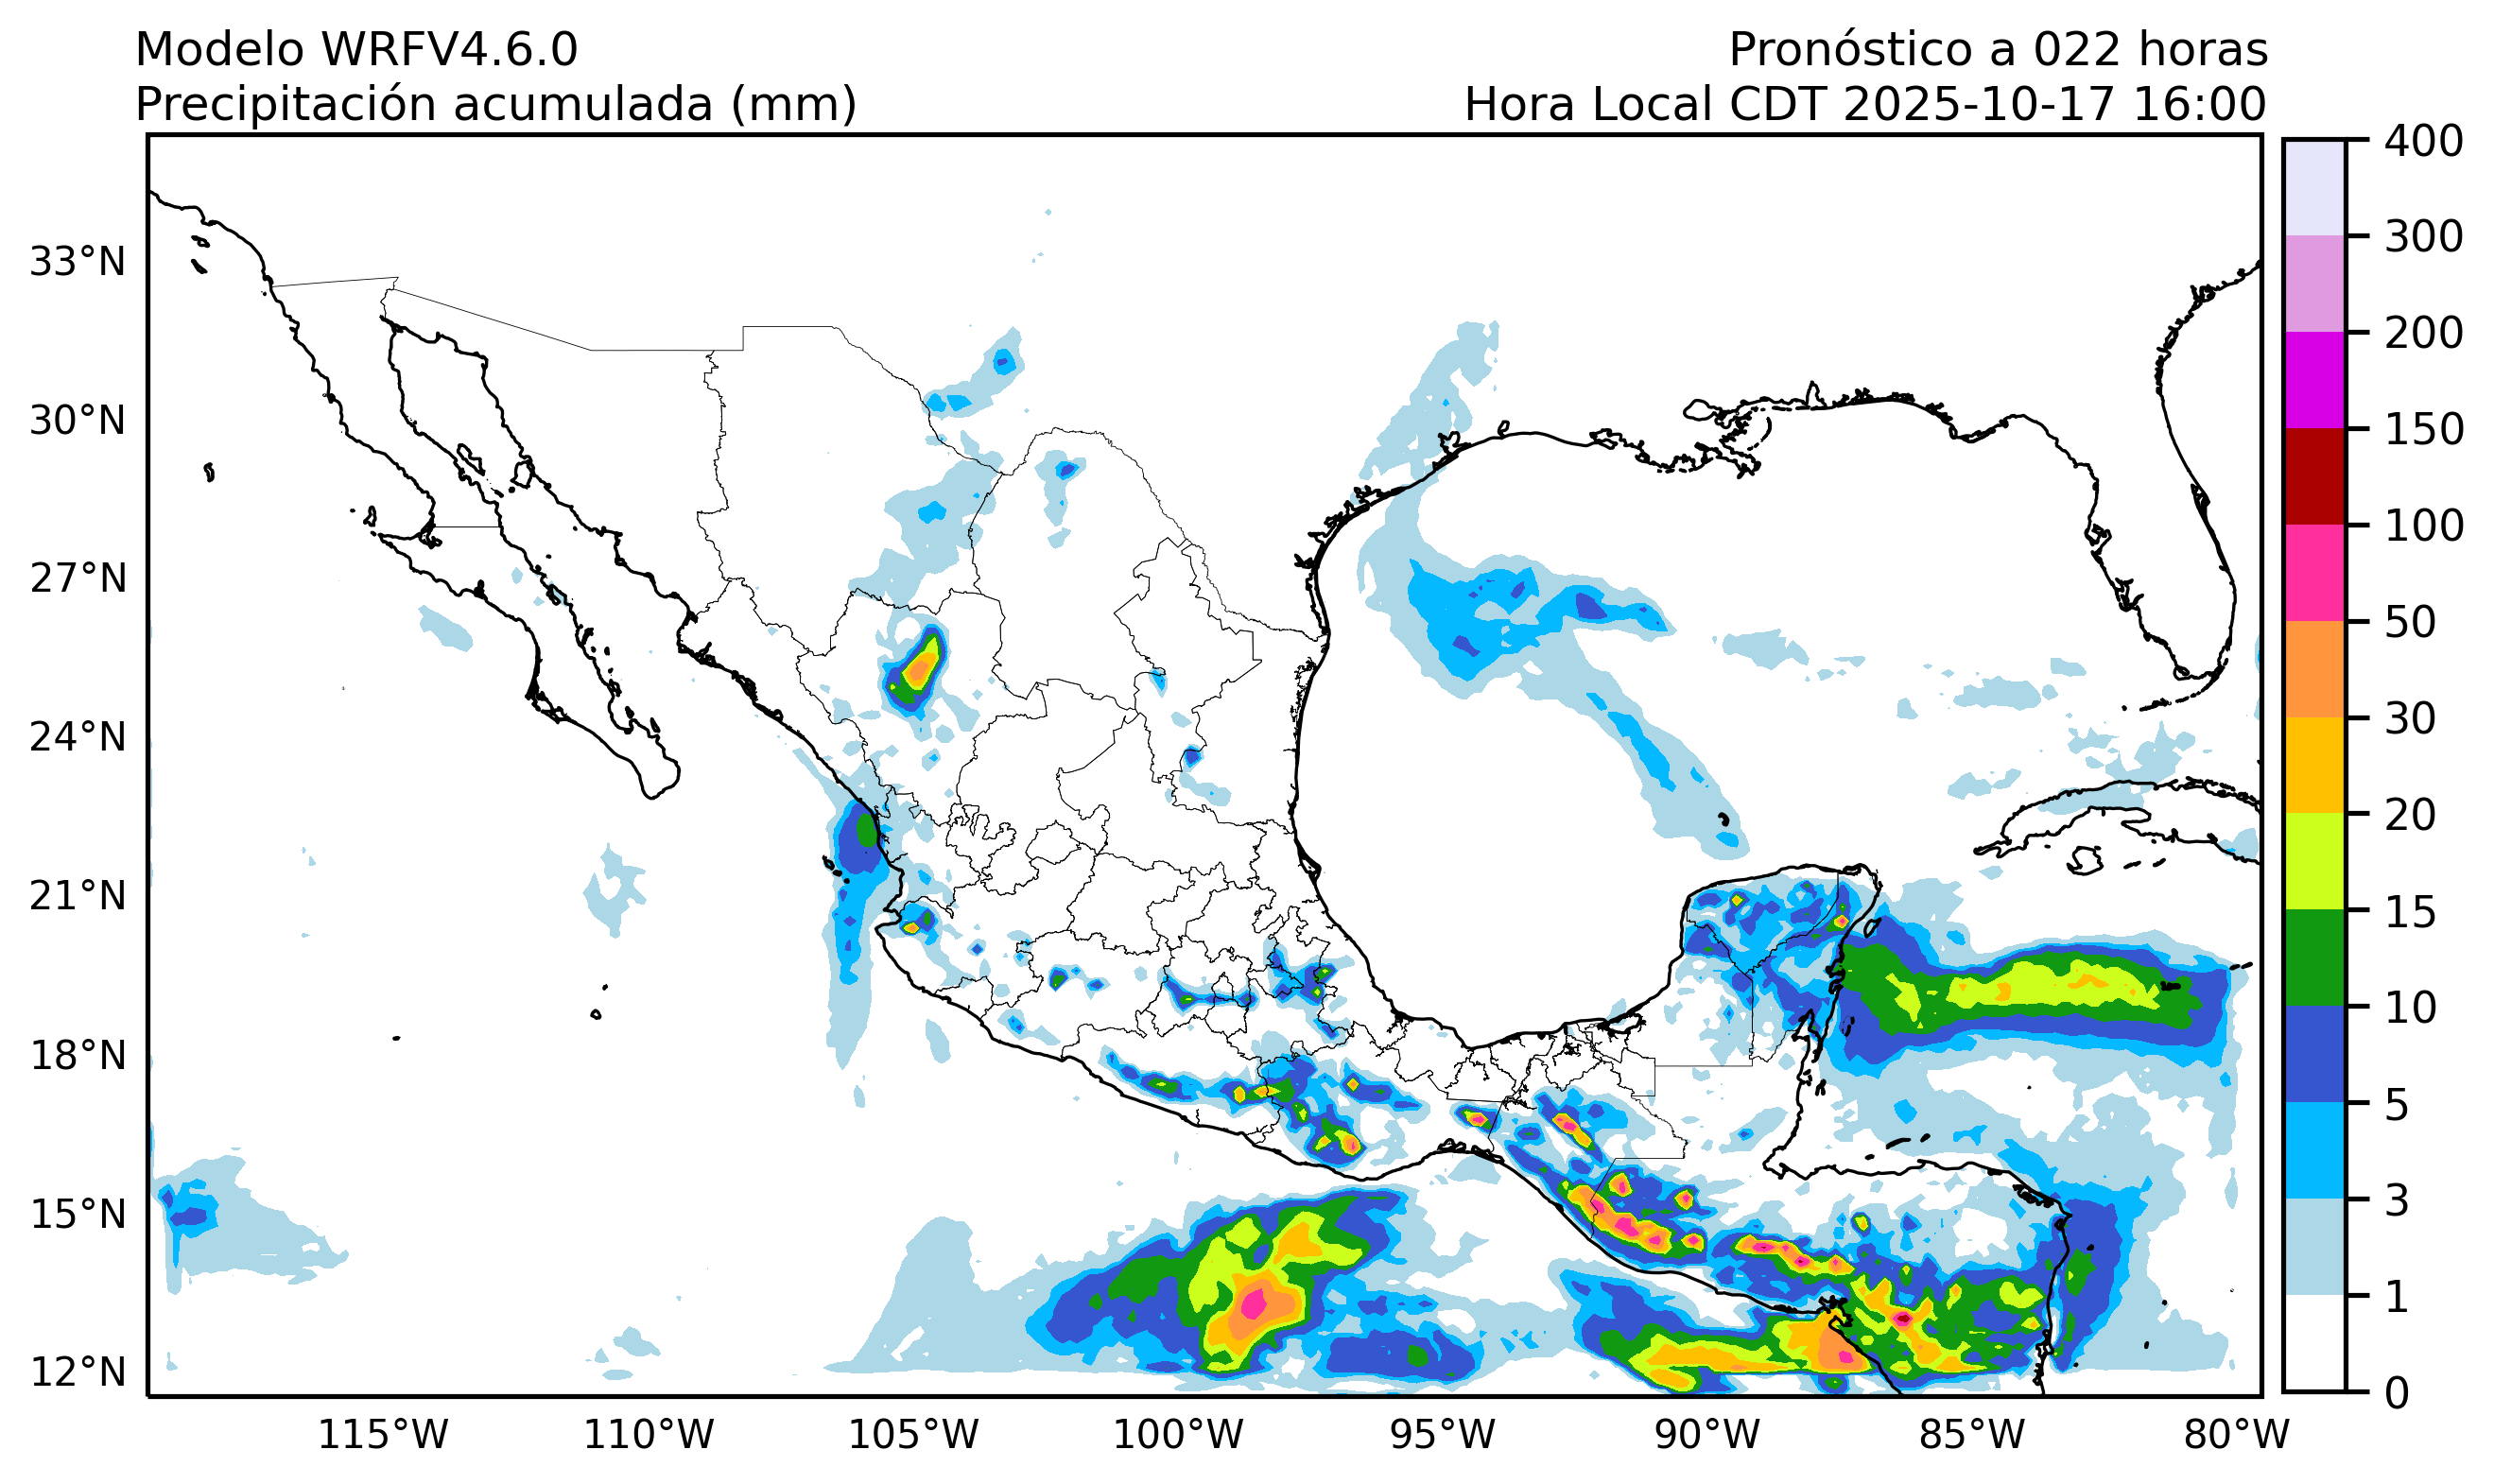 Modelo WRFV4.6.0
Pronóstico a 022 horas
Precipitación acumulada (mm)
Hora Local CDT 2025-10-17 16:00
400
300
200
150
100
50
30
20
15
10
5
3
1
0
33°N
30°N
27°N
24°N
21°N
18°N
15°N
12°N
115°W
110°W
105°W
100°W
95°W
90°W
85°W
80°W